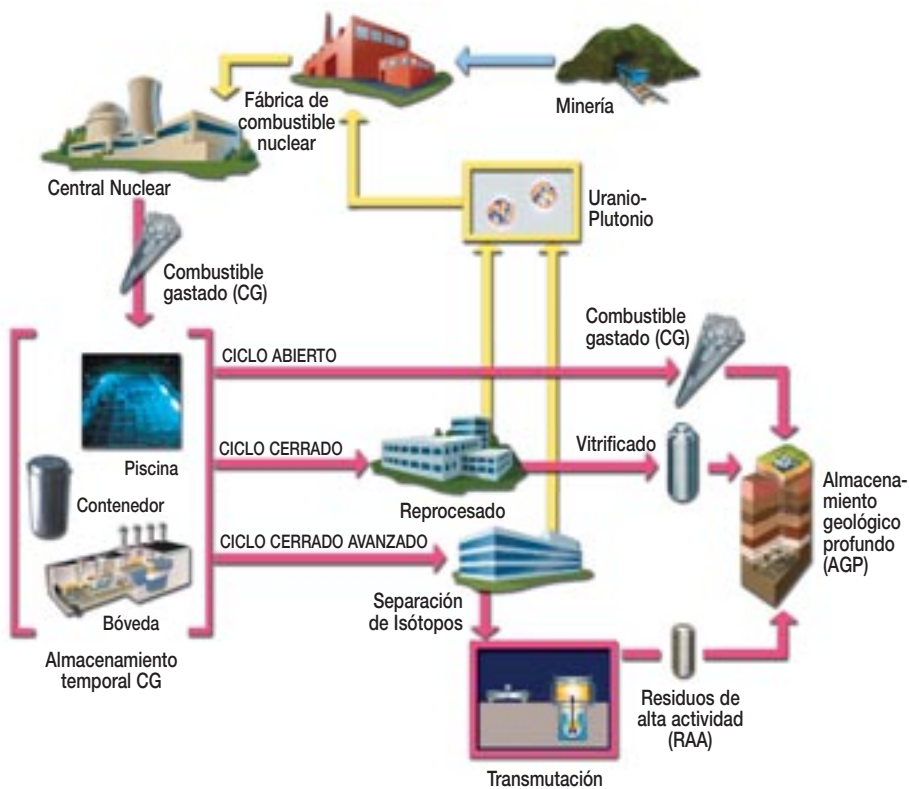 Minería
Fábrica de
combustible
nuclear
Central Nuclear
Uranio-
Plutonio
Combustible
gastado (CG)
Combustible
gastado (CG)
CICLO ABIERTO
Piscina
CICLO CERRADO
Vitrificado
Contenedor
Reprocesado
Almacena-
miento
geológico
profundo
(AGP)
CICLO CERRADO AVANZADO
Bóveda
Separación
de Isótopos
Almacenamiento
temporal CG
Residuos de
alta actividad
(RAA)
Transmutación